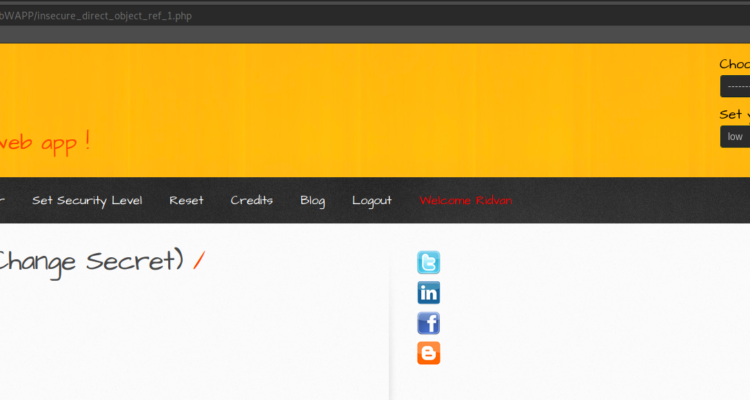 bWAPP/insecure_direct_object_ref_1.php
Choo
-------
web app !
Set y
low
r Set Security Level Reset Credits Blog Logout Welcome Ridvan
Change Secret) /